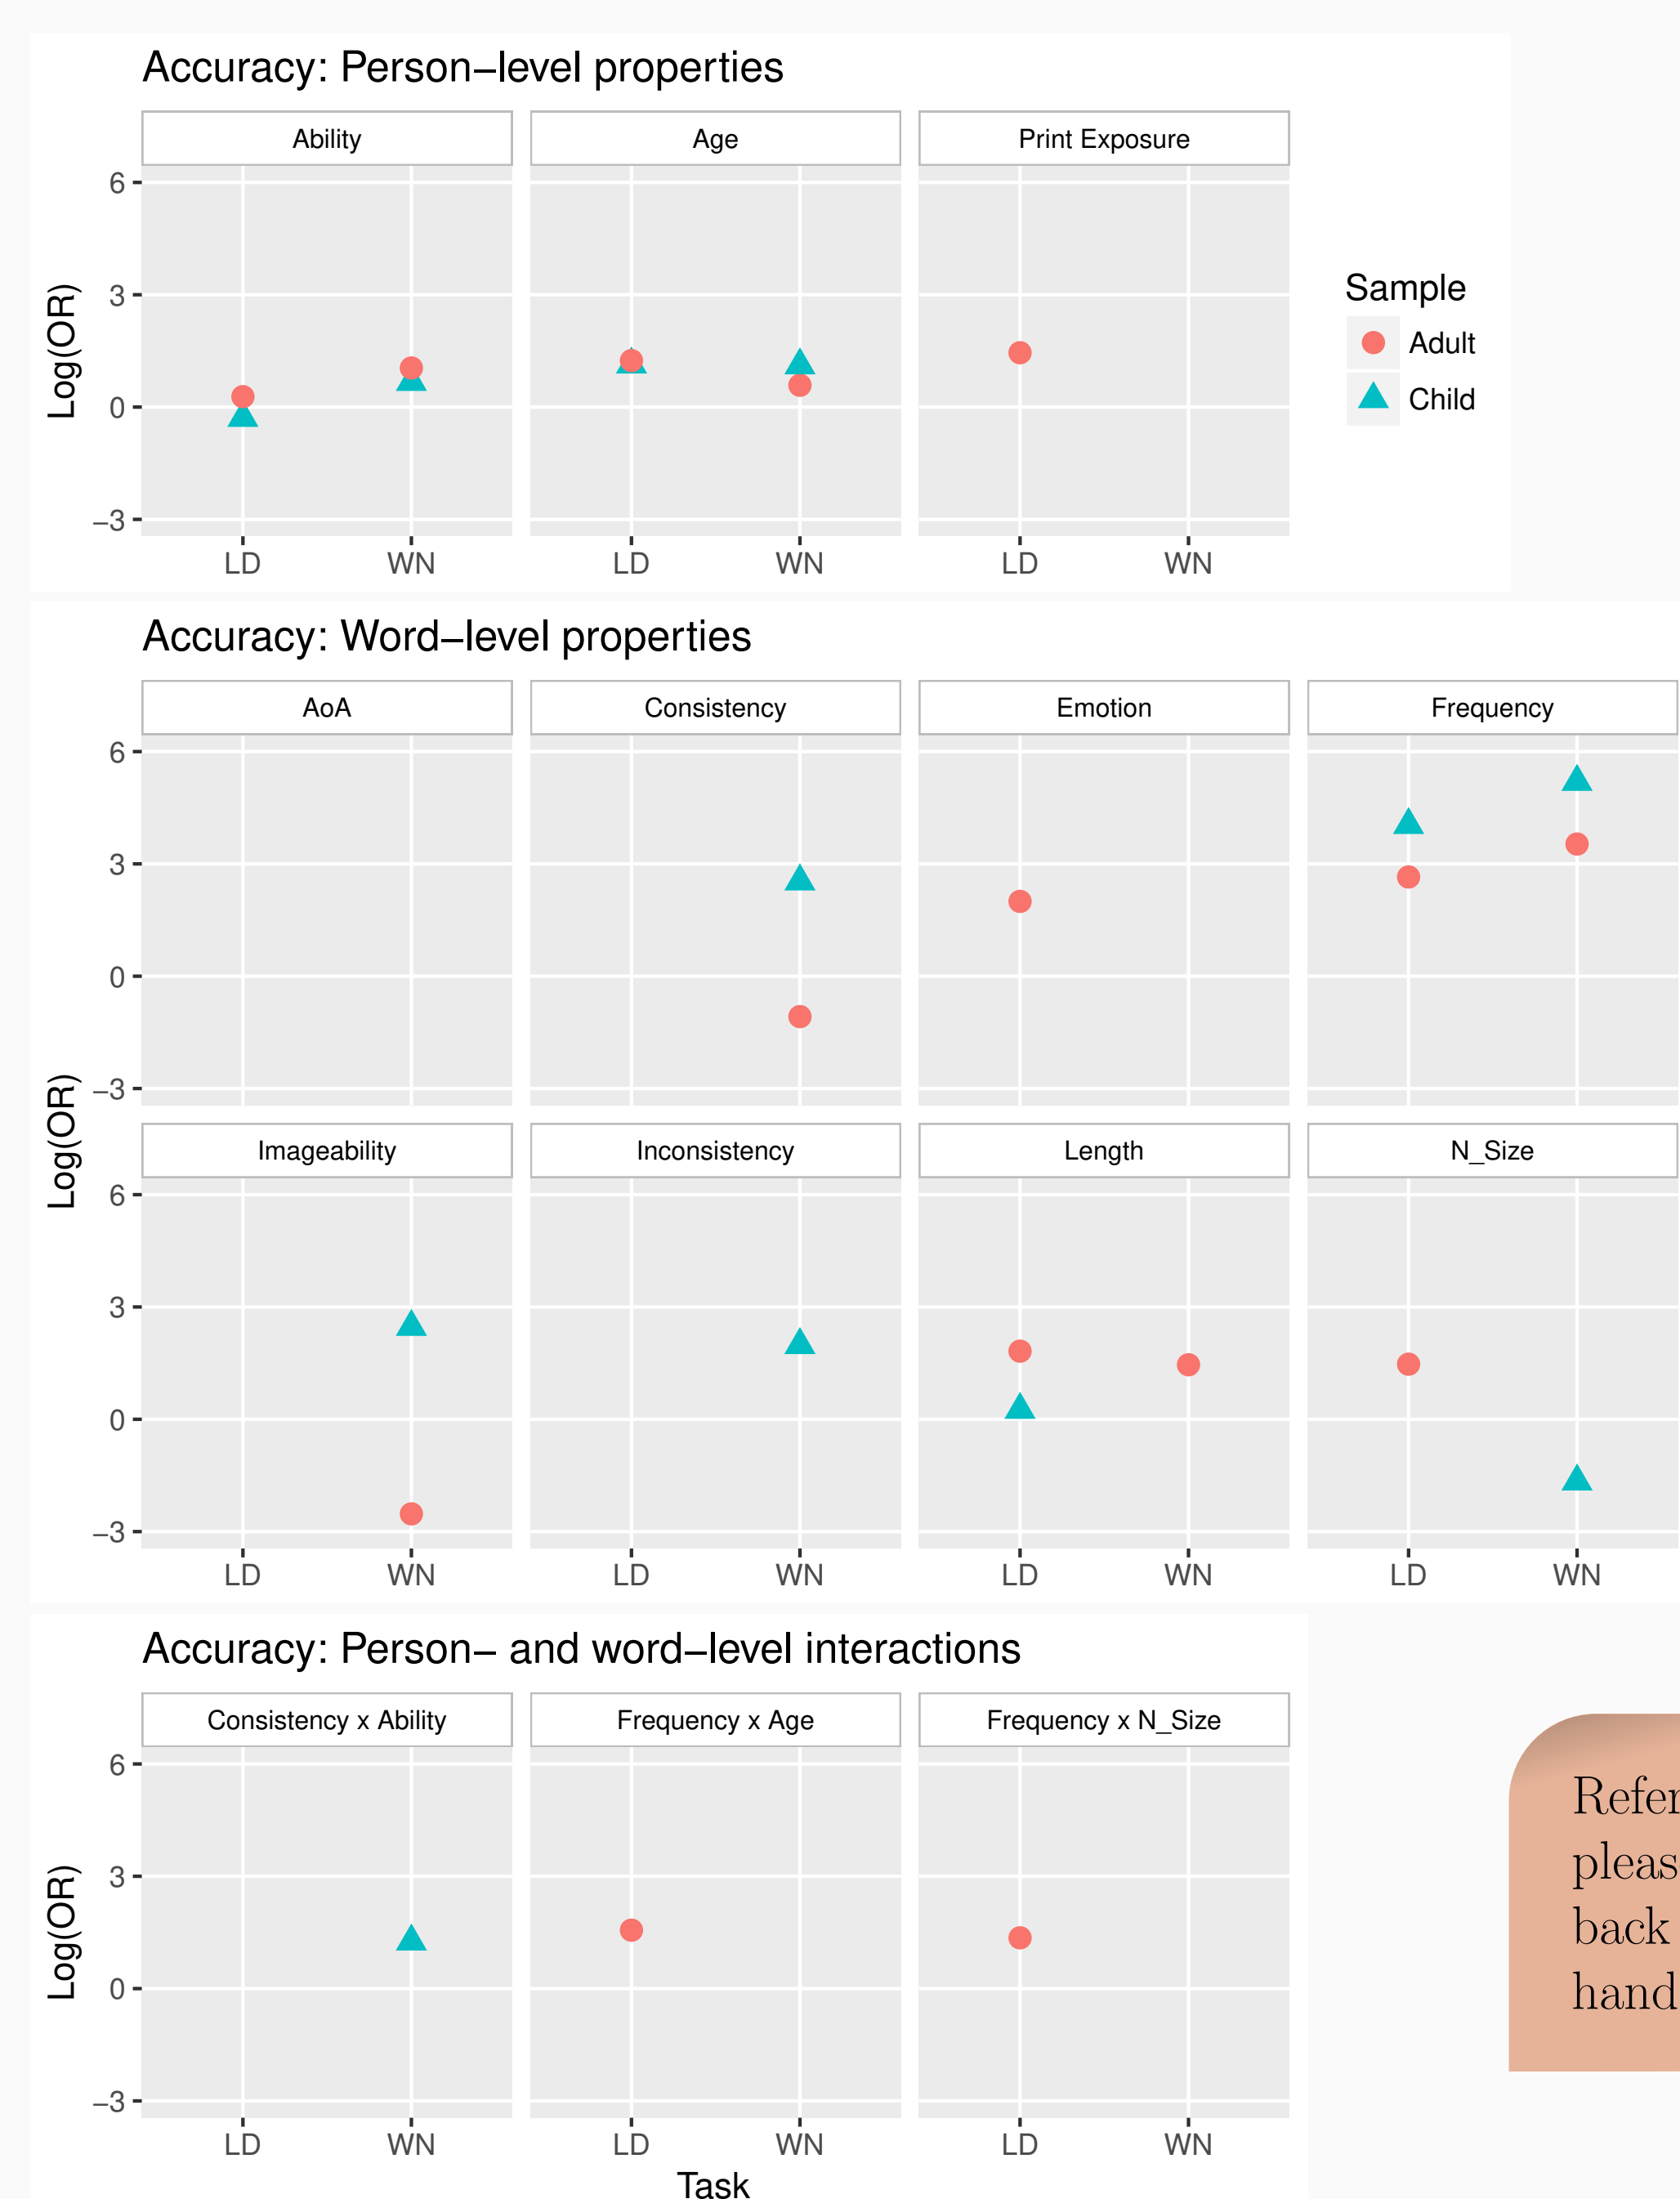 Accuracy: Person–level properties
Ability Age Print Exposure
6
3
0
−3
Log(OR)
LD WN LD WN LD WN
Sample
Adult
Child
Accuracy: Word–level properties
AoA Consistency Emotion Frequency
6
3
0
−3
Log(OR)
Imageability Inconsistency Length N_Size
6
3
0
−3
LD WN LD WN LD WN LD WN
Accuracy: Person– and word–level interactions
Consistency x Ability Frequency x Age Frequency x N_Size
6
3
0
−3
Log(OR)
LD WN LD WN LD WN
Task
back